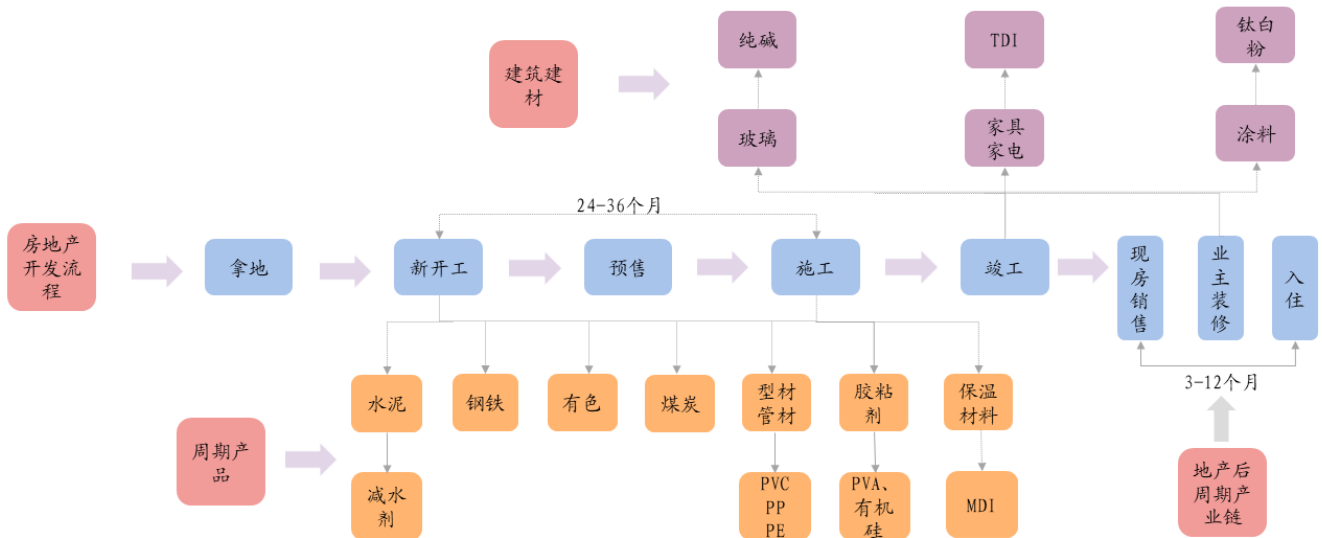 纯碱
TDI
钛白
粉
建筑建
材
玻璃
家具
家电
涂料
24-36个月
房地产
开发流
程
拿地
新开工
预售
施工
竣工
现
房
销
售
业
主
装
修
入
住
3-12个月
水泥
钢铁
有色
煤炭
型材
管材
胶粘
剂
保温
材料
周期产
品
减水
剂
PVC
PP
PE
PVA、
有机
硅
MDI
地产后
周期产
业链